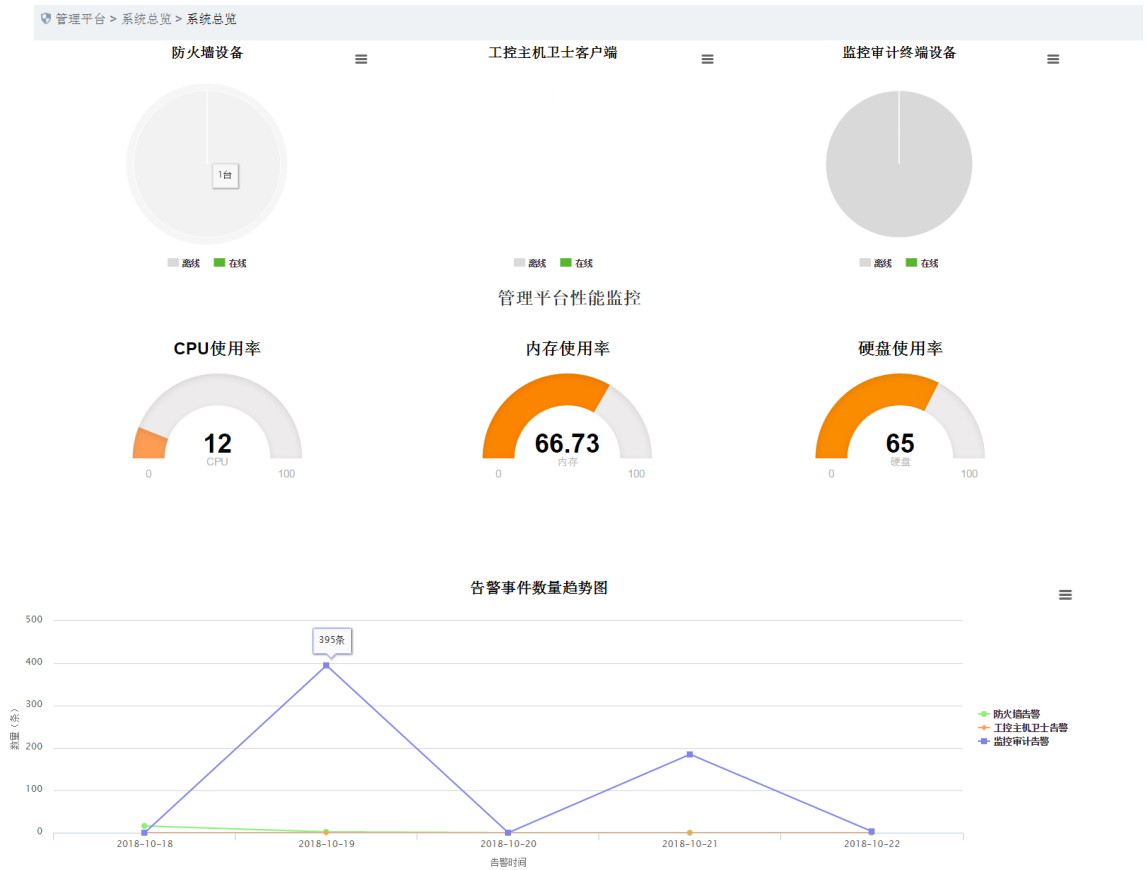 管理平台 > 系统总览 > 系统总览
防火墙设备
工控主机卫士客户端
监控审计终端设备
1台
离线 在线
离线 在线
离线 在线
管理平台性能监控
CPU使用率
内存使用率
硬盘使用率
12
CPU
0 100
66.73
内存
0 100
65
硬盘
0 100
告警事件数量趋势图
500
400
300
200
100
0
数量（条）
395条
防火墙告警
工控主机卫士告警
监控审计告警
2018-10-18
2018-10-19
2018-10-20
2018-10-21
2018-10-22
告警时间